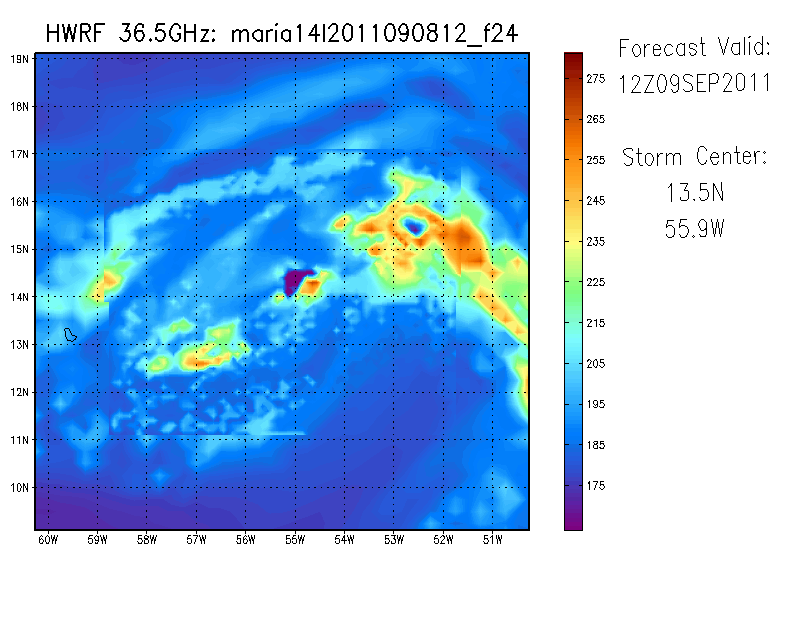 HWRF 36.5GHz: maria14l2011090812_f24
Forecast Valid:
12Z09SEP2011
Storm Center:
13.5N
55.9W
19N
18N
17N
16N
15N
14N
13N
12N
11N
10N
60W 59W 58W 57W 56W 55W 54W 53W 52W 51W
275
265
255
245
235
225
215
205
195
185
175